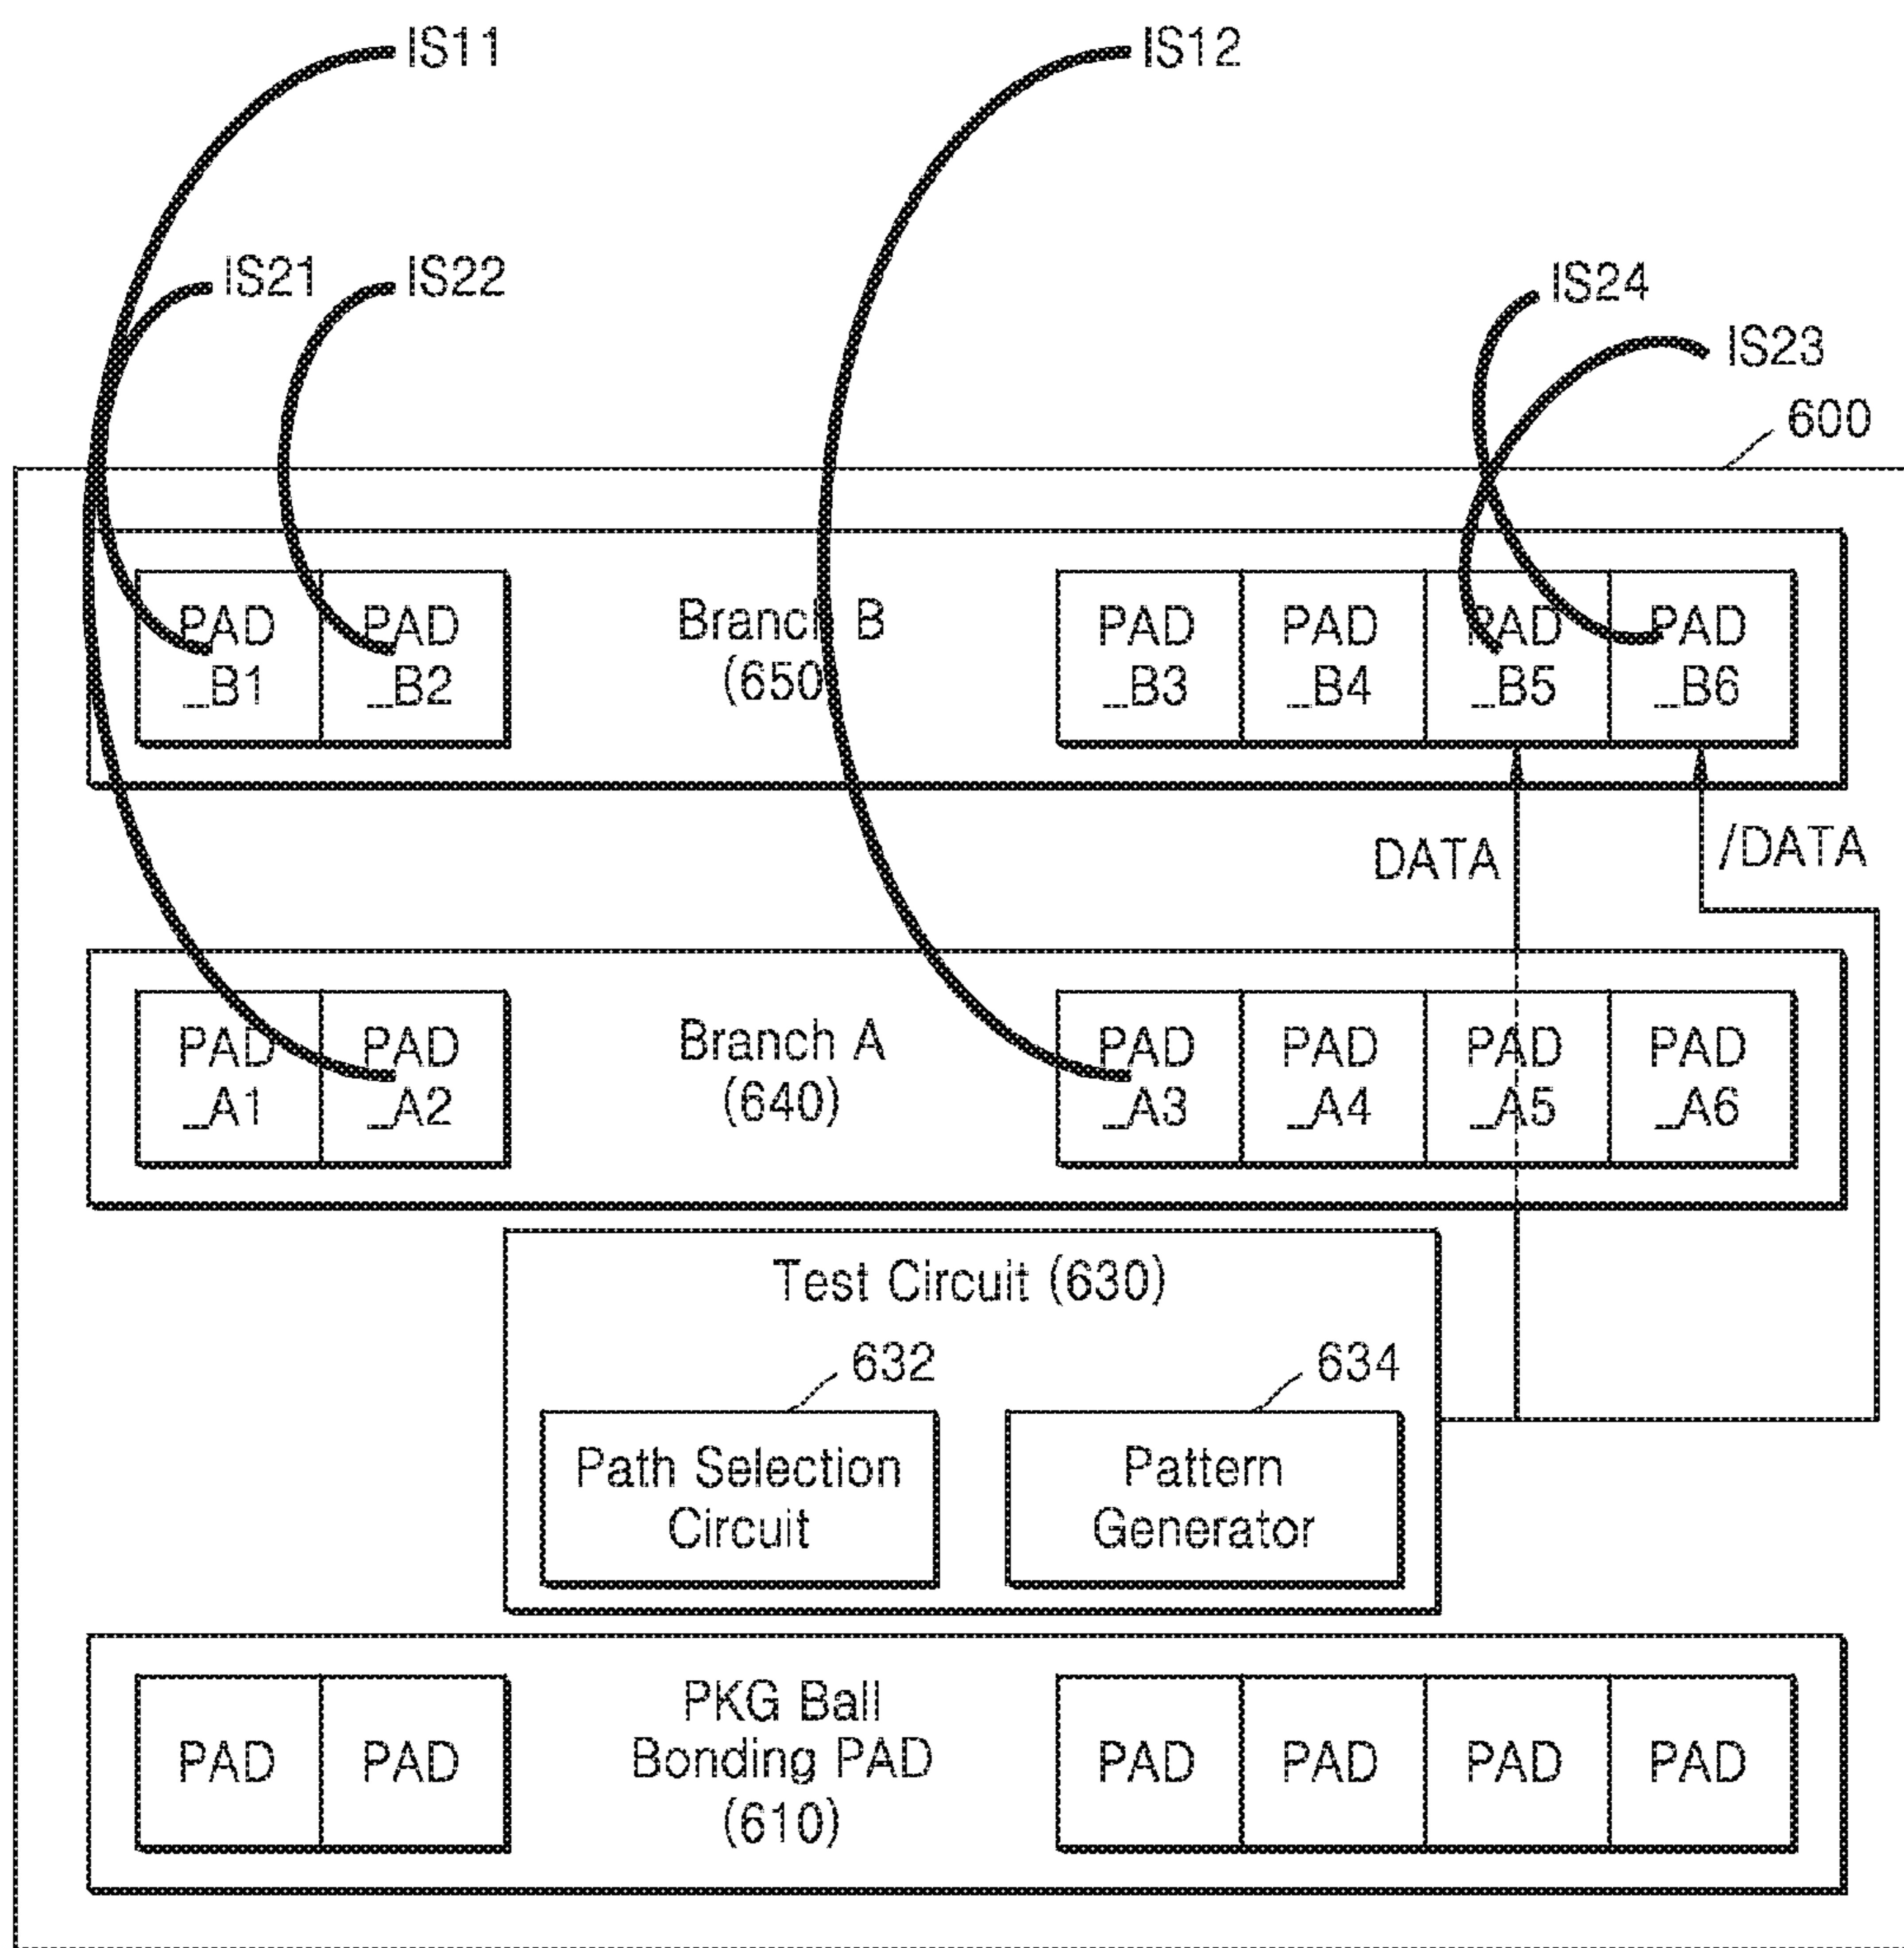 IS11
IS12
IS21
IS22
IS24
IS23
600
PAD
_B1
PAD
_B2
Branch B
(650)
PAD
_B3
PAD
_B4
PAD
_B5
PAD
_B6
DATA
/DATA
PAD
_A1
PAD
_A2
Branch A
(640)
PAD
_A3
PAD
_A4
PAD
_A5
PAD
_A6
Test Circuit (630)
632
634
Path Selection
Circuit
Pattern
Generator
PAD
PAD
PKG Ball
Bonding PAD
(610)
PAD
PAD
PAD
PAD